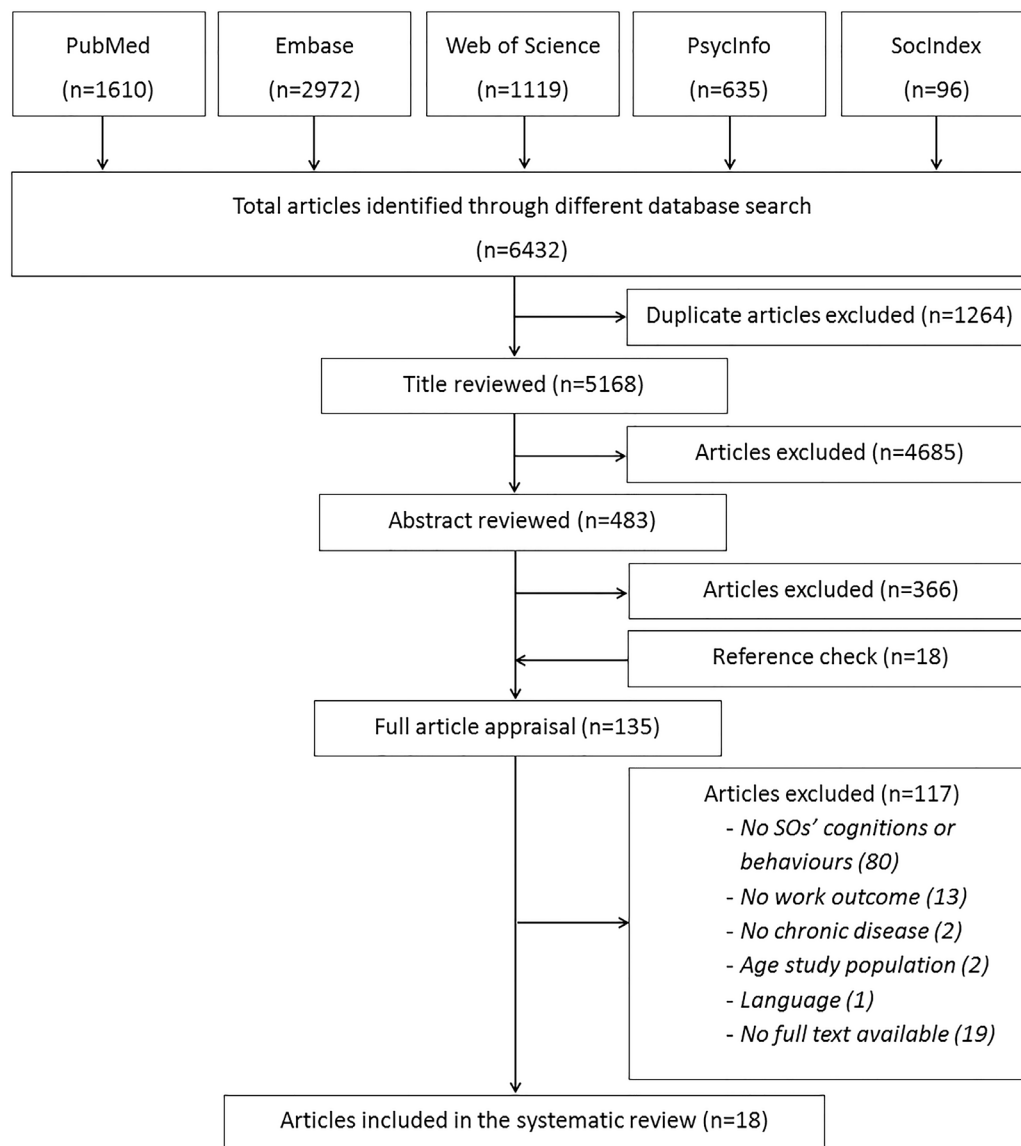 PubMed
(n=1610)
Embase
(n=2972)
Web of Science
(n=1119)
PsycInfo
(n=635)
SocIndex
(n=96)
Total articles identified through different database search
(n=6432)
Duplicate articles excluded (n=1264)
Title reviewed (n=5168)
Articles excluded (n=4685)
Abstract reviewed (n=483)
Articles excluded (n=366)
Reference check (n=18)
Full article appraisal (n=135)
Articles excluded (n=117)
- No SOs’ cognitions or
behaviours (80)
- No work outcome (13)
- No chronic disease (2)
- Age study population (2)
- Language (1)
- No full text available (19)
Articles included in the systematic review (n=18)